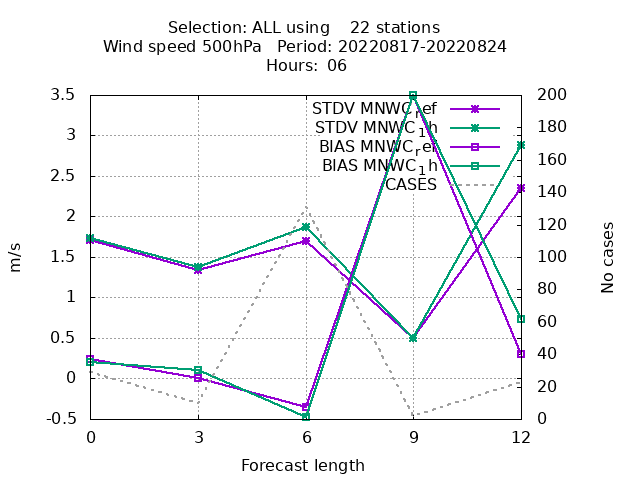 Selection: ALL using    22 stations
Wind speed 500hPa   Period: 20220817-20220824
Hours: 06
STDV MNWC_ref
STDV MNWC_1h
BIAS MNWC_ref
BIAS MNWC_1h
CASES
3.5
3
2.5
2
1.5
1
0.5
0
-0.5
200
180
160
140
120
100
80
60
40
20
0
m/s
No cases
0 3 6 9 12
Forecast length